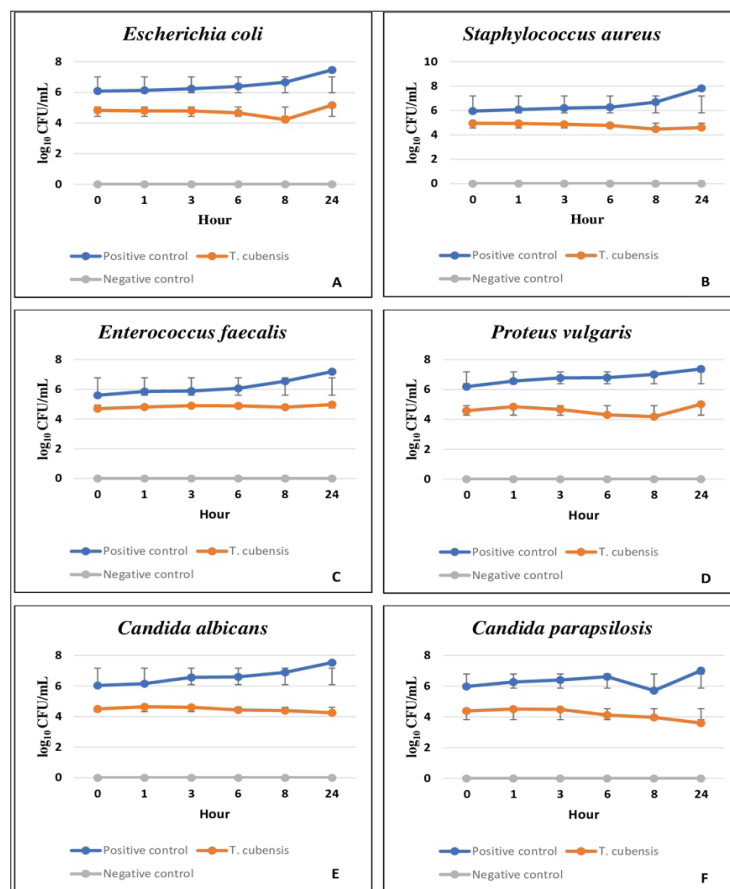 Escherichia coli
8
6
4
2
0
log10 CFU/mL
0 1 3 6 8 24
Hour
Positive control T. cubensis
Negative control
A
Staphylococcus aureus
10
8
6
4
2
0
log10 CFU/mL
0 1 3 6 8 24
Hour
Positive control T. cubensis
Negative control
B
Enterococcus faecalis
8
6
4
2
0
log10 CFU/mL
0 1 3 6 8 24
Hour
Positive control T. cubensis
Negative control
C
Proteus vulgaris
8
6
4
2
0
log10 CFU/mL
0 1 3 6 8 24
Hour
Positive control T. cubensis
Negative control
D
Candida albicans
8
6
4
2
0
log10 CFU/mL
0 1 3 6 8 24
Hour
Positive control T. cubensis
Negative control
E
Candida parapsilosis
8
6
4
2
0
log10 CFU/mL
0 1 3 6 8 24
Hour
Positive control T. cubensis
Negative control
F